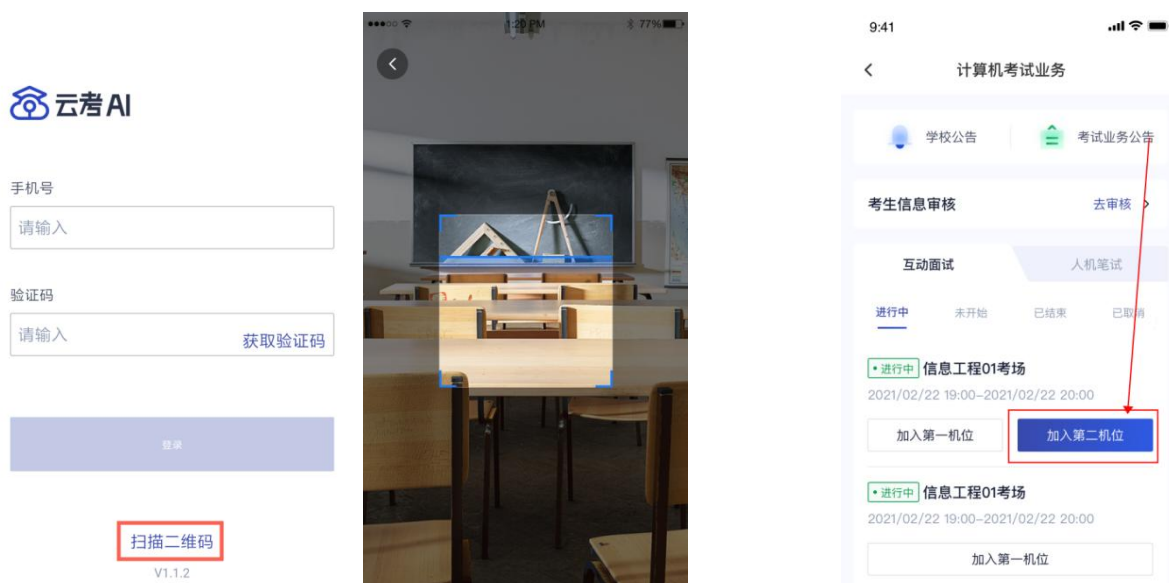 云考AI
手机号
请输入
验证码
请输入
获取验证码
登录
扫描二维码
V1.1.2
1:20 PM
77%
9:41
计算机考试业务
学校公告
考试业务公告
考生信息审核
去审核
互动面试
人机笔试
进行中
未开始
已结束
已取消
进行中
信息工程01考场
2021/02/22 19:00-2021/02/22 20:00
加入第一机位
加入第二机位
进行中
信息工程01考场
2021/02/22 19:00-2021/02/22 20:00
加入第一机位